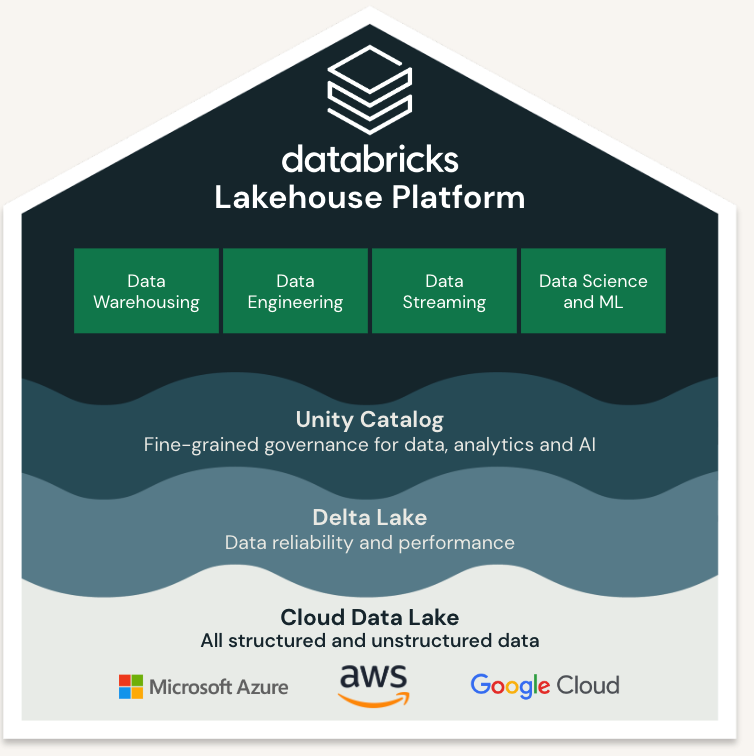 databricks
Lakehouse Platform
Data
Warehousing
Data
Engineering
Data
Streaming
Data Science
and ML
Unity Catalog
Fine-grained governance for data, analytics and AI
Delta Lake
Data reliability and performance
Cloud Data Lake
All structured and unstructured data
Microsoft Azure
aws
Google Cloud